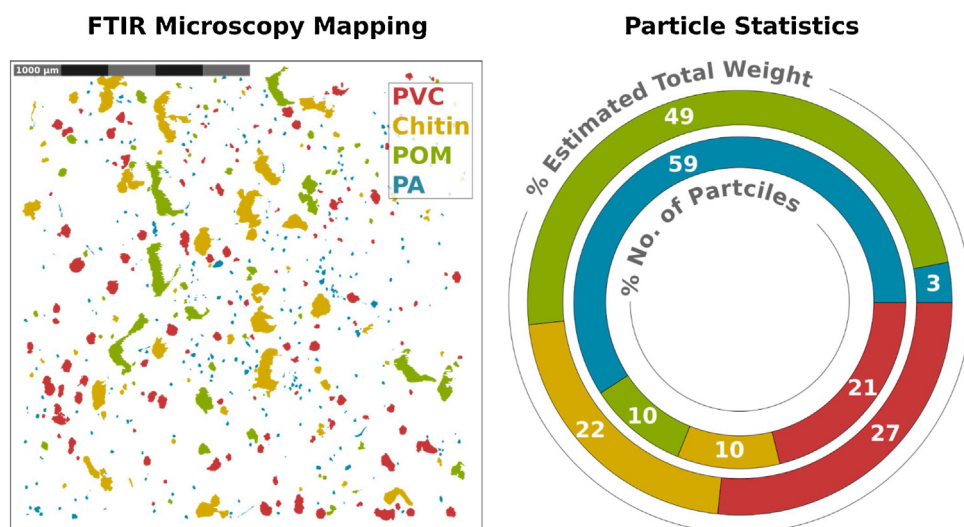 FTIR Microscopy Mapping
1000 µm
PVC
Chitin
POM
PA
Particle Statistics
% Estimated Total Weight
49
3
27
22
% No. of Partciles
59
21
10
10